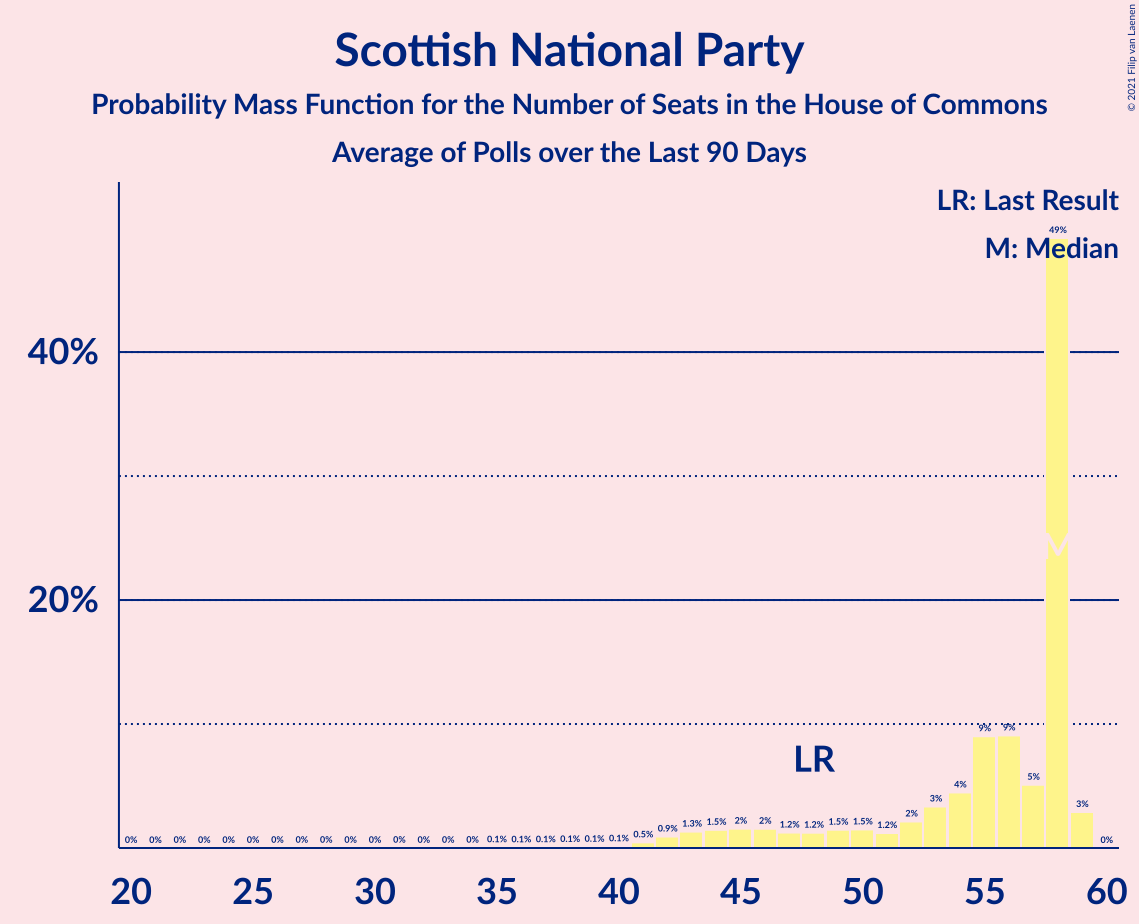 © 2021 Filip van Laenen
Scottish National Party
Probability Mass Function for the Number of Seats in the House of Commons
Average of Polls over the Last 90 Days
LR: Last Result
49%
M: Median
40%
20%
9% 9%
LR
5%
4%
3% 3%
0% 0% 0% 0% 0% 0% 0% 0% 0% 0% 0% 0% 0% 0% 0% 0.1% 0.1% 0.1% 0.1% 0.1% 0.1% 0.5% 0.9% 1.3% 1.5% 2% 2% 1.2% 1.2% 1.5% 1.5% 1.2% 2% 0%
20 25 30 35 40 45 50 55 60